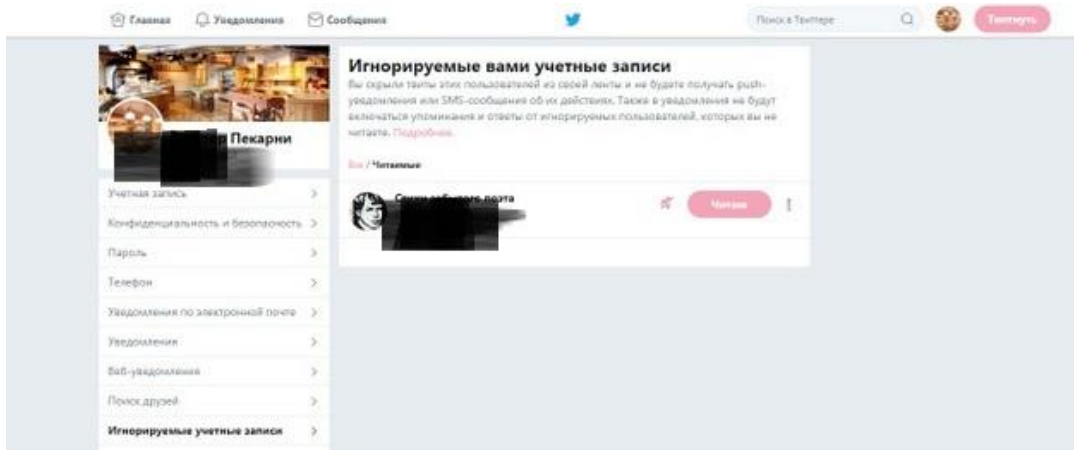 Главная
Уведомления
Сообщения
Поиск в Твиттере
Твитнуть
Пекарни
Учетная запись
Конфиденциальность и безопасность
Пароль
Телефон
Уведомления по электронной почте
Уведомления
Веб-уведомления
Поиск друзей
Игнорируемые учетные записи
Игнорируемые вами учетные записи
Вы скрыли твиты этих пользователей из своей ленты и не будете получать push-
уведомления или SMS-сообщения об их действиях. Также в уведомления не будут
включаться упоминания и ответы от игнорируемых пользователей, которых вы не
читаете. Подробнее.
Все / Читаемые
поэта
Читаю